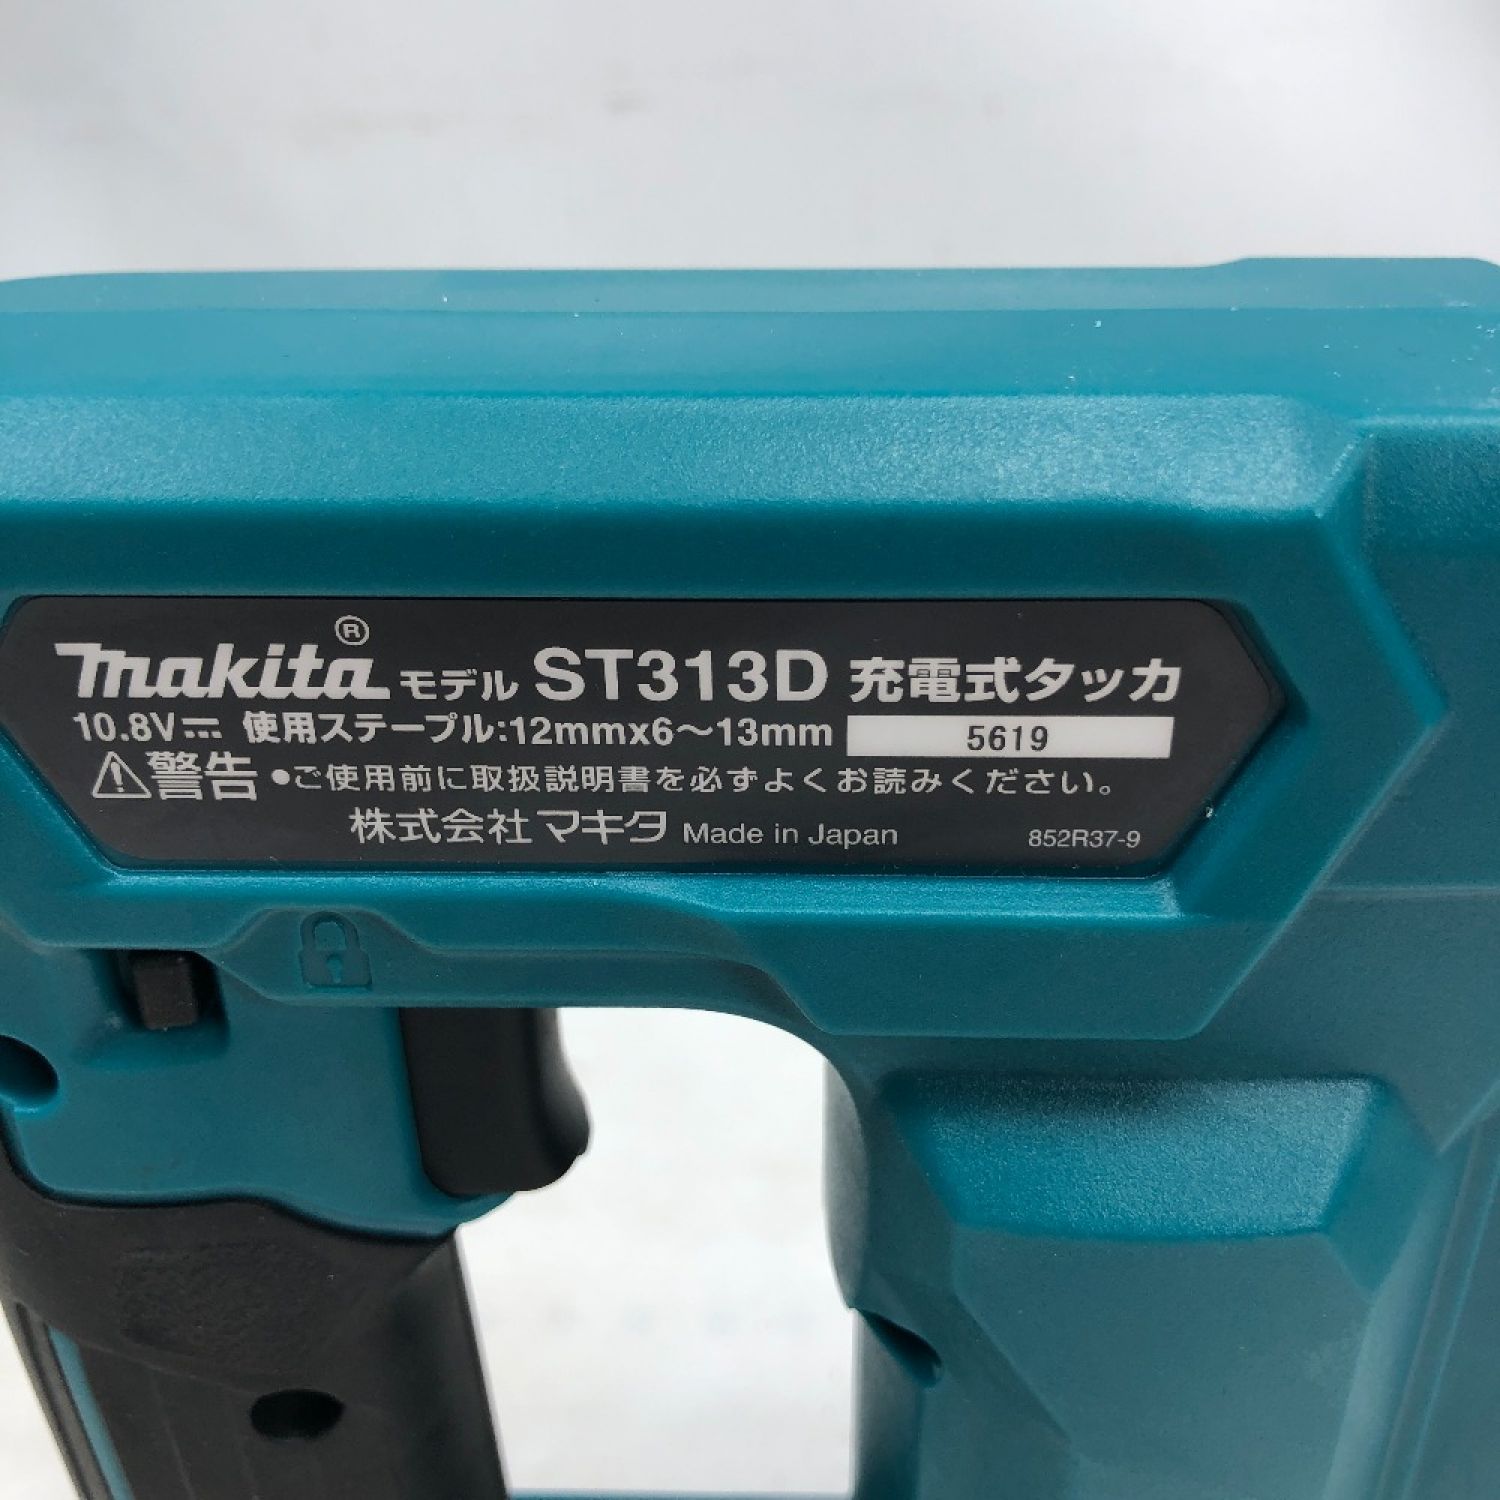 makita® モデル ST313D 充電式タッカ
10.8V⎓ 使用ステープル:12mmx6～13mm 5619
⚠警告 •ご使用前に取扱説明書を必ずよくお読みください。
株式会社マキタ Made in Japan 852R37-9